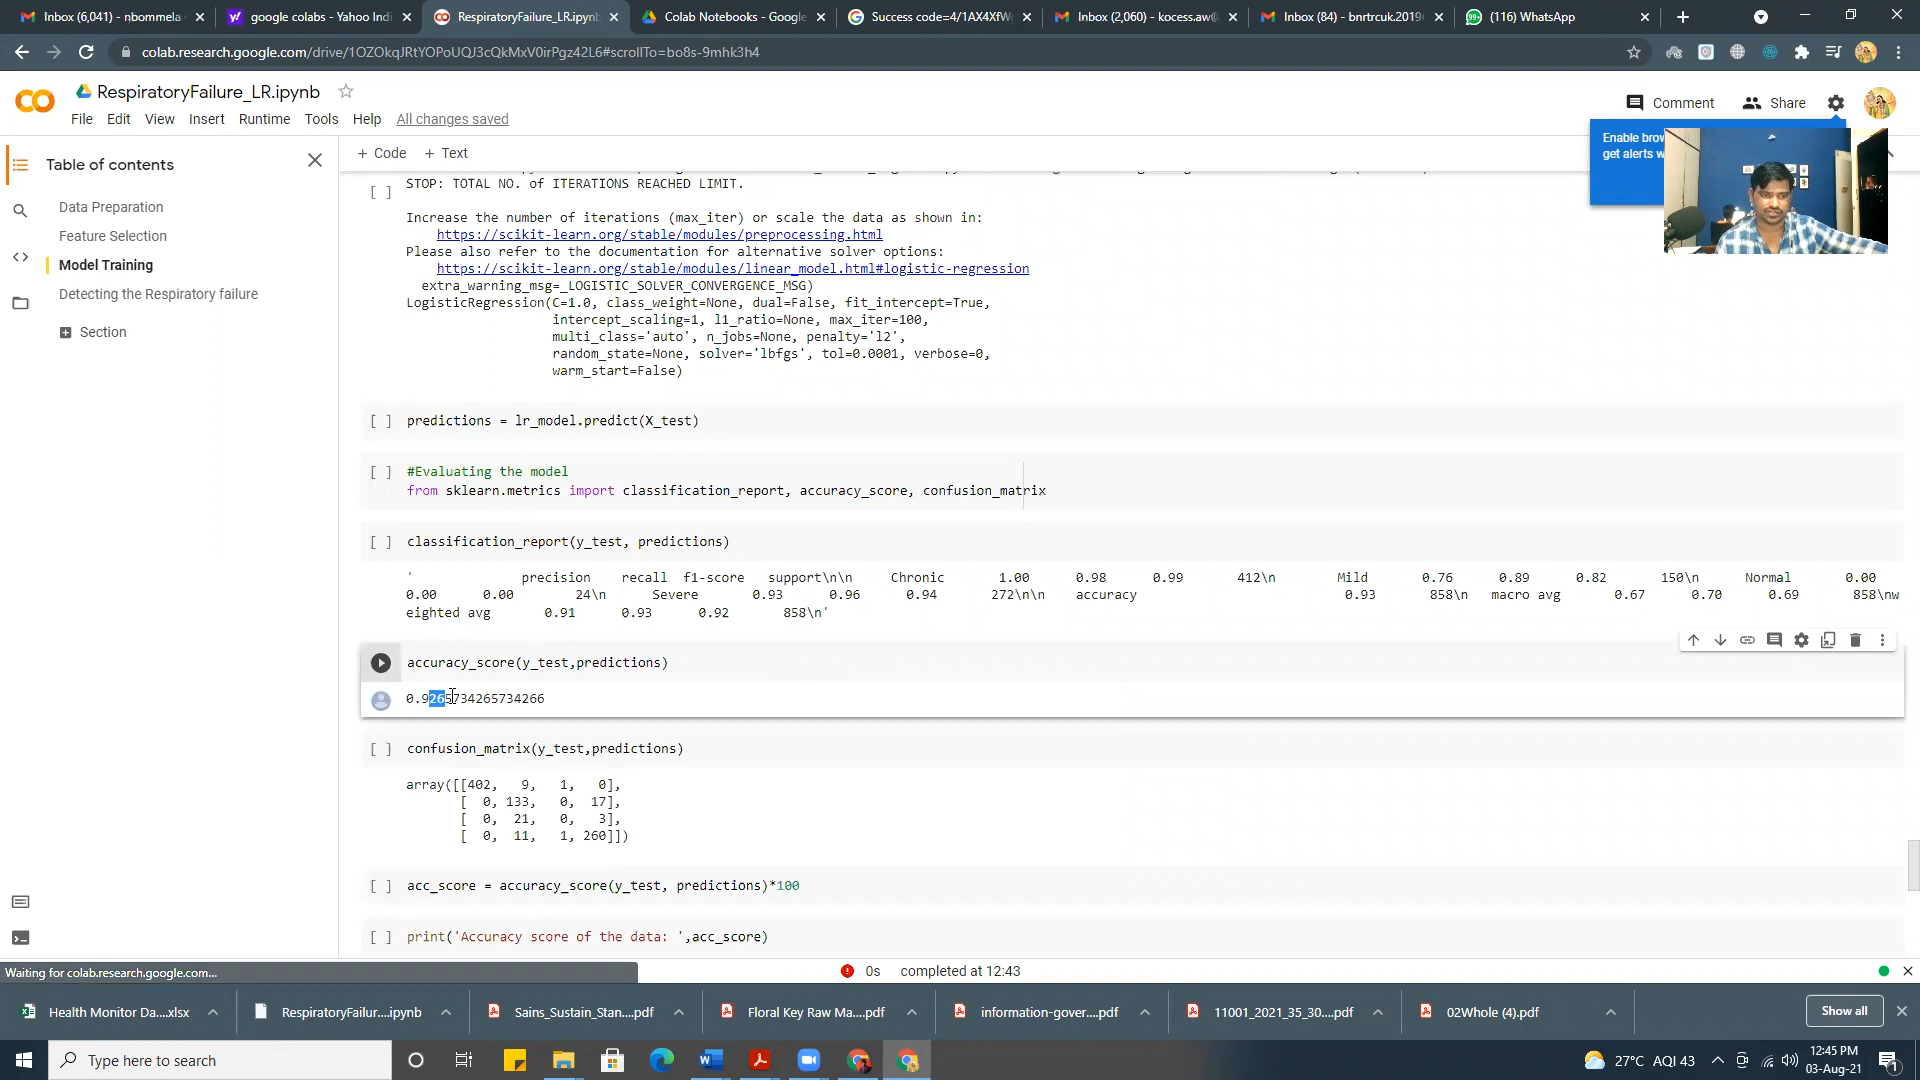 Inbox (6,041) - nbommela
google colabs - Yahoo Indi
RespiratoryFailure_LR.ipynb
Colab Notebooks - Google
Success code=4/1AX4XfW
Inbox (2,060) - kocess.aw@
Inbox (84) - bnrtrcuk.2019
(116) WhatsApp
colab.research.google.com/drive/1OZOkqJRtYOPoUQJ3cQkMxV0irPgz42L6#scrollTo=bo8s-9mhk3h4
RespiratoryFailure_LR.ipynb
File Edit View Insert Runtime Tools Help All changes saved
Comment Share
Enable brow
get alerts w
Table of contents
Data Preparation
Feature Selection
Model Training
Detecting the Respiratory failure
Section
+ Code + Text
[ ] STOP: TOTAL NO. of ITERATIONS REACHED LIMIT.
Increase the number of iterations (max_iter) or scale the data as shown in:
https://scikit-learn.org/stable/modules/preprocessing.html
Please also refer to the documentation for alternative solver options:
https://scikit-learn.org/stable/modules/linear_model.html#logistic-regression
extra_warning_msg=_LOGISTIC_SOLVER_CONVERGENCE_MSG)
LogisticRegression(C=1.0, class_weight=None, dual=False, fit_intercept=True,
intercept_scaling=1, l1_ratio=None, max_iter=100,
multi_class='auto', n_jobs=None, penalty='l2',
random_state=None, solver='lbfgs', tol=0.0001, verbose=0,
warm_start=False)
[ ] predictions = lr_model.predict(X_test)
[ ] #Evaluating the model
from sklearn.metrics import classification_report, accuracy_score, confusion_matrix
[ ] classification_report(y_test, predictions)
' precision recall f1-score support\n\n Chronic 1.00 0.98 0.99 412\n Mild 0.76 0.89 0.82 150\n Normal 0.00
0.00 0.00 24\n Severe 0.93 0.96 0.94 272\n\n accuracy 0.93 858\n macro avg 0.67 0.70 0.69 858\nw
eighted avg 0.91 0.93 0.92 858\n'
accuracy_score(y_test,predictions)
0.9265734265734266
[ ] confusion_matrix(y_test,predictions)
array([[402, 9, 1, 0],
[ 0, 133, 0, 17],
[ 0, 21, 0, 3],
[ 0, 11, 1, 260]])
[ ] acc_score = accuracy_score(y_test, predictions)*100
[ ] print('Accuracy score of the data: ',acc_score)
Waiting for colab.research.google.com...
0s completed at 12:43
Health Monitor Da....xlsx
RespiratoryFailur....ipynb
Sains_Sustain_Stan....pdf
Floral Key Raw Ma....pdf
information-gover....pdf
11001_2021_35_30....pdf
02Whole (4).pdf
Show all
Type here to search
27°C AQI 43
12:45 PM
03-Aug-21
1